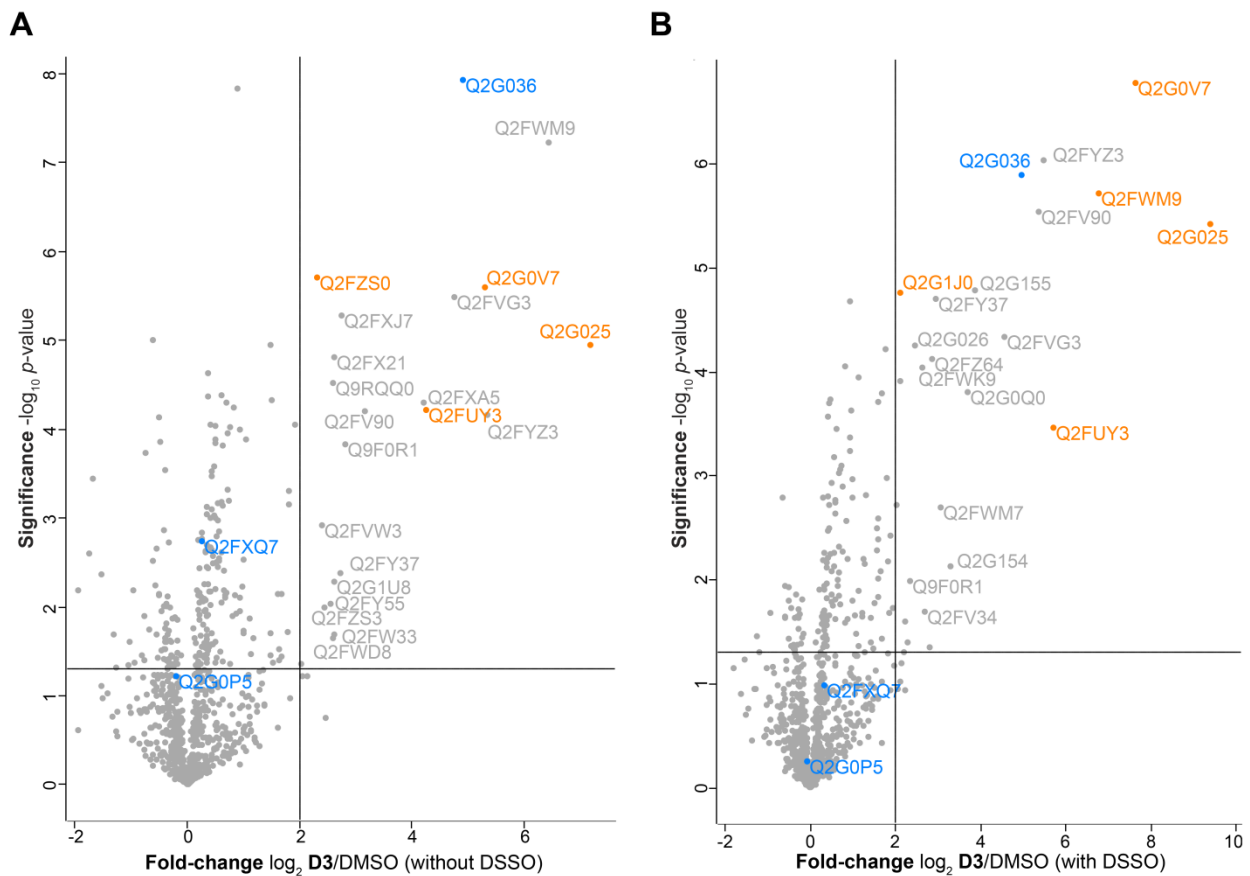 A
Significance -log10 p-value
8
7
6
5
4
3
2
1
0
Q2G036
Q2FWM9
Q2FZS0
Q2G0V7
Q2FVG3
Q2FXJ7
Q2G025
Q2FX21
Q9RQQ0
Q2FXA5
Q2FV90
Q2FUY3
Q2FYZ3
Q9F0R1
Q2FVW3
Q2FXQ7
Q2FY37
Q2G1U8
Q2FY55
Q2FZS3
Q2FW33
Q2FWD8
Q2G0P5
-2
0
2
4
6
Fold-change log2 D3/DMSO (without DSSO)
B
Significance -log10 p-value
6
5
4
3
2
1
0
Q2G0V7
Q2FYZ3
Q2G036
Q2FWM9
Q2FV90
Q2G025
Q2G1J0
Q2G155
Q2FY37
Q2G026
Q2FVG3
Q2FZ64
Q2FWK9
Q2G0Q0
Q2FUY3
Q2FWM7
Q2G154
Q9F0R1
Q2FV34
Q2FXQ7
Q2G0P5
-2
0
2
4
6
8
10
Fold-change log2 D3/DMSO (with DSSO)